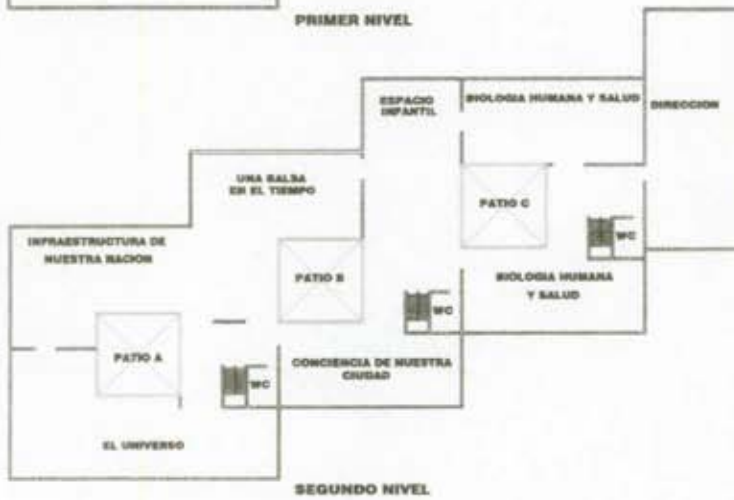 PRIMER NIVEL
ESPACIO
INFANTIL
BIOLOGIA HUMANA Y SALUD
DIRECCION
UNA BALSA
EN EL TIEMPO
PATIO C
WC
INFRAESTRUCTURA DE
NUESTRA NACION
PATIO B
BIOLOGIA HUMANA
Y SALUD
WC
PATIO A
CONCIENCIA DE NUESTRA
CIUDAD
WC
EL UNIVERSO
SEGUNDO NIVEL